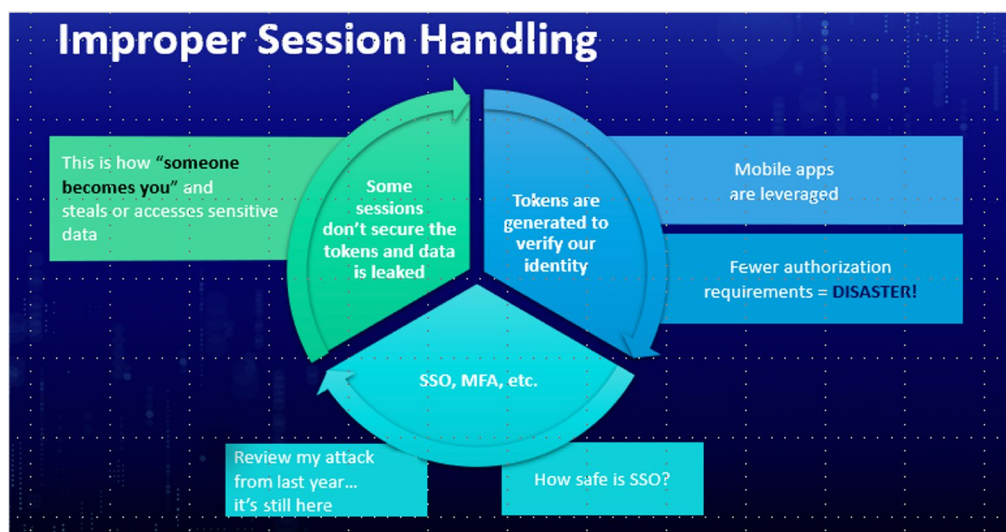 Improper Session Handling
This is how “someone
becomes you” and
steals or accesses sensitive
data
Some
sessions
don’t secure the
tokens and data
is leaked
Tokens are
generated to
verify our
identity
Mobile apps
are leveraged
Fewer authorization
requirements = DISASTER!
SSO, MFA, etc.
Review my attack
from last year…
it’s still here
How safe is SSO?